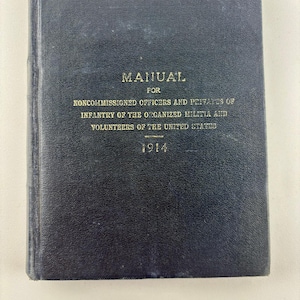 MANUAL
FOR
NONCOMMISSIONED OFFICERS AND PRIVATES OF
INFANTRY OF THE ORGANIZED MILITIA AND
VOLUNTEERS OF THE UNITED STATES
1914